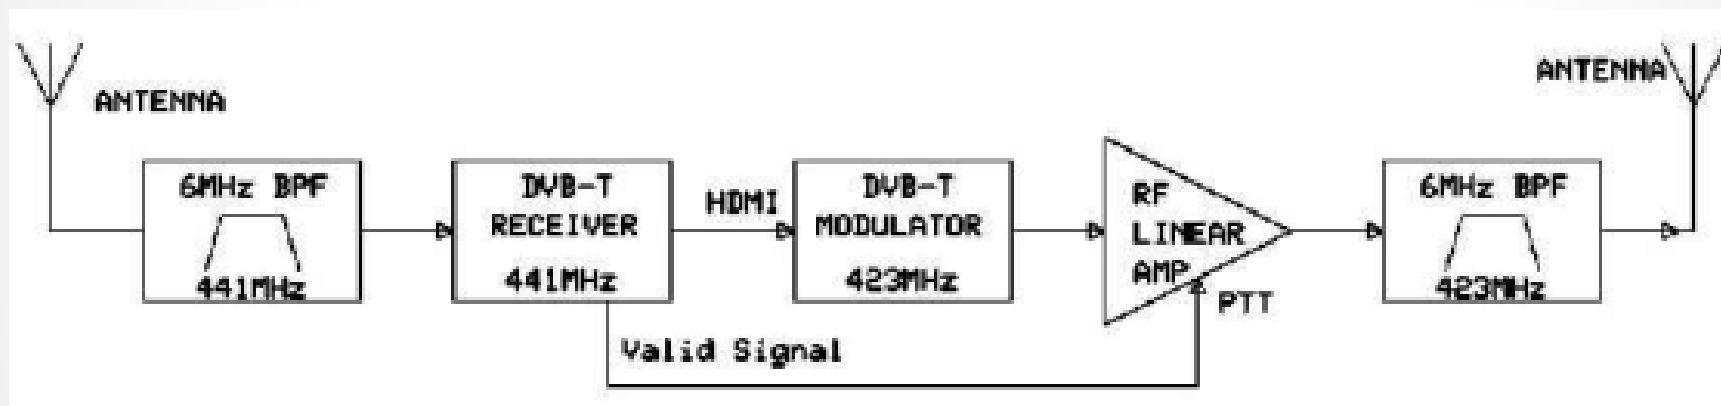 ANTENNA
ANTENNA
6MHz BPF
441MHz
DVB-T
RECEIVER
441MHz
HDMI
DVB-T
MODULATOR
423MHz
RF
LINEAR
AMP
PTT
6MHz BPF
423MHz
Valid Signal